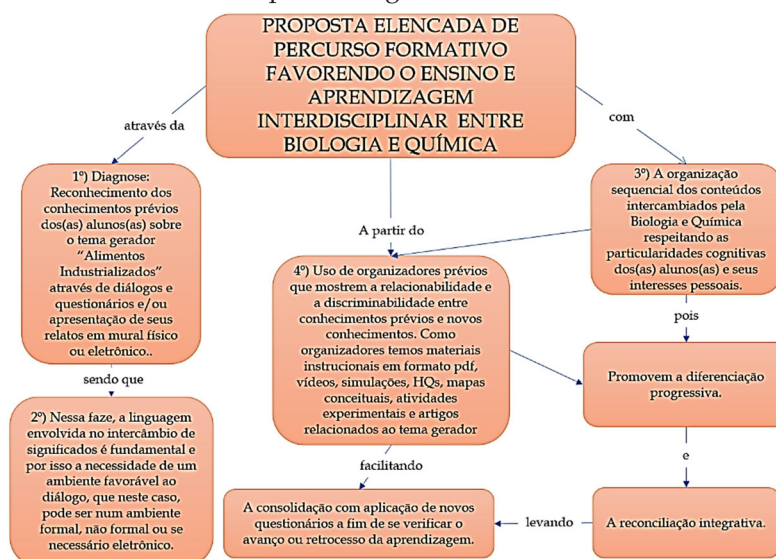 PROPOSTA ELENCADA DE
PERCURSO FORMATIVO
FAVORENDO O ENSINO E
APRENDIZAGEM
INTERDISCIPLINAR ENTRE
BIOLOGIA E QUÍMICA
através da
com
A partir do
1º) Diagnose:
Reconhecimento dos
conhecimentos prévios
dos(as) alunos(as) sobre
o tema gerador
“Alimentos
Industrializados”
através de diálogos e
questionários e/ou
apresentação de seus
relatos em mural físico
ou eletrônico..
sendo que
2º) Nessa faze, a linguagem
envolvida no intercâmbio de
significados é fundamental e
por isso a necessidade de um
ambiente favorável ao
diálogo, que neste caso,
pode ser num ambiente
formal, não formal ou se
necessário eletrônico.
3º) A organização
sequencial dos conteúdos
intercambiados pela
Biologia e Química
respeitando as
particularidades cognitivas
dos(as) alunos(as) e seus
interesses pessoais.
pois
4º) Uso de organizadores prévios
que mostrem a relacionabilidade e
a discriminabilidade entre
conhecimentos prévios e novos
conhecimentos. Como
organizadores temos materiais
instrucionais em formato pdf,
vídeos, simulações, HQs, mapas
conceituais, atividades
experimentais e artigos
relacionados ao tema gerador
Promovem a diferenciação
progressiva.
e
facilitando
A consolidação com aplicação de novos
questionários a fim de se verificar o
avanço ou retrocesso da aprendizagem.
levando
A reconciliação integrativa.